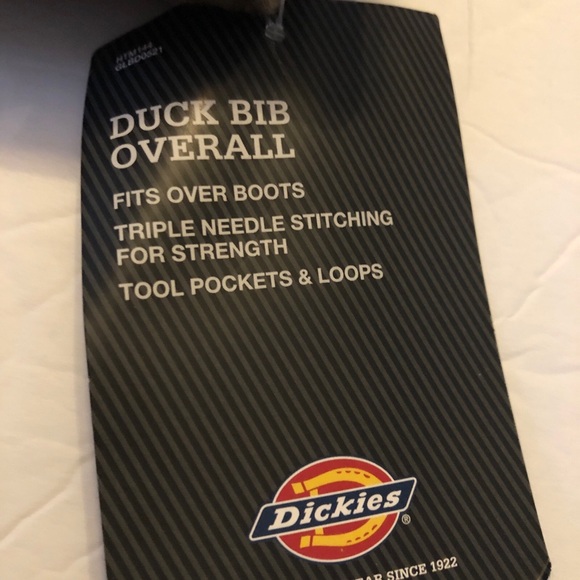 DUCK BIB
OVERALL
FITS OVER BOOTS
TRIPLE NEEDLE STITCHING
FOR STRENGTH
TOOL POCKETS & LOOPS
Dickies®
SINCE 1922